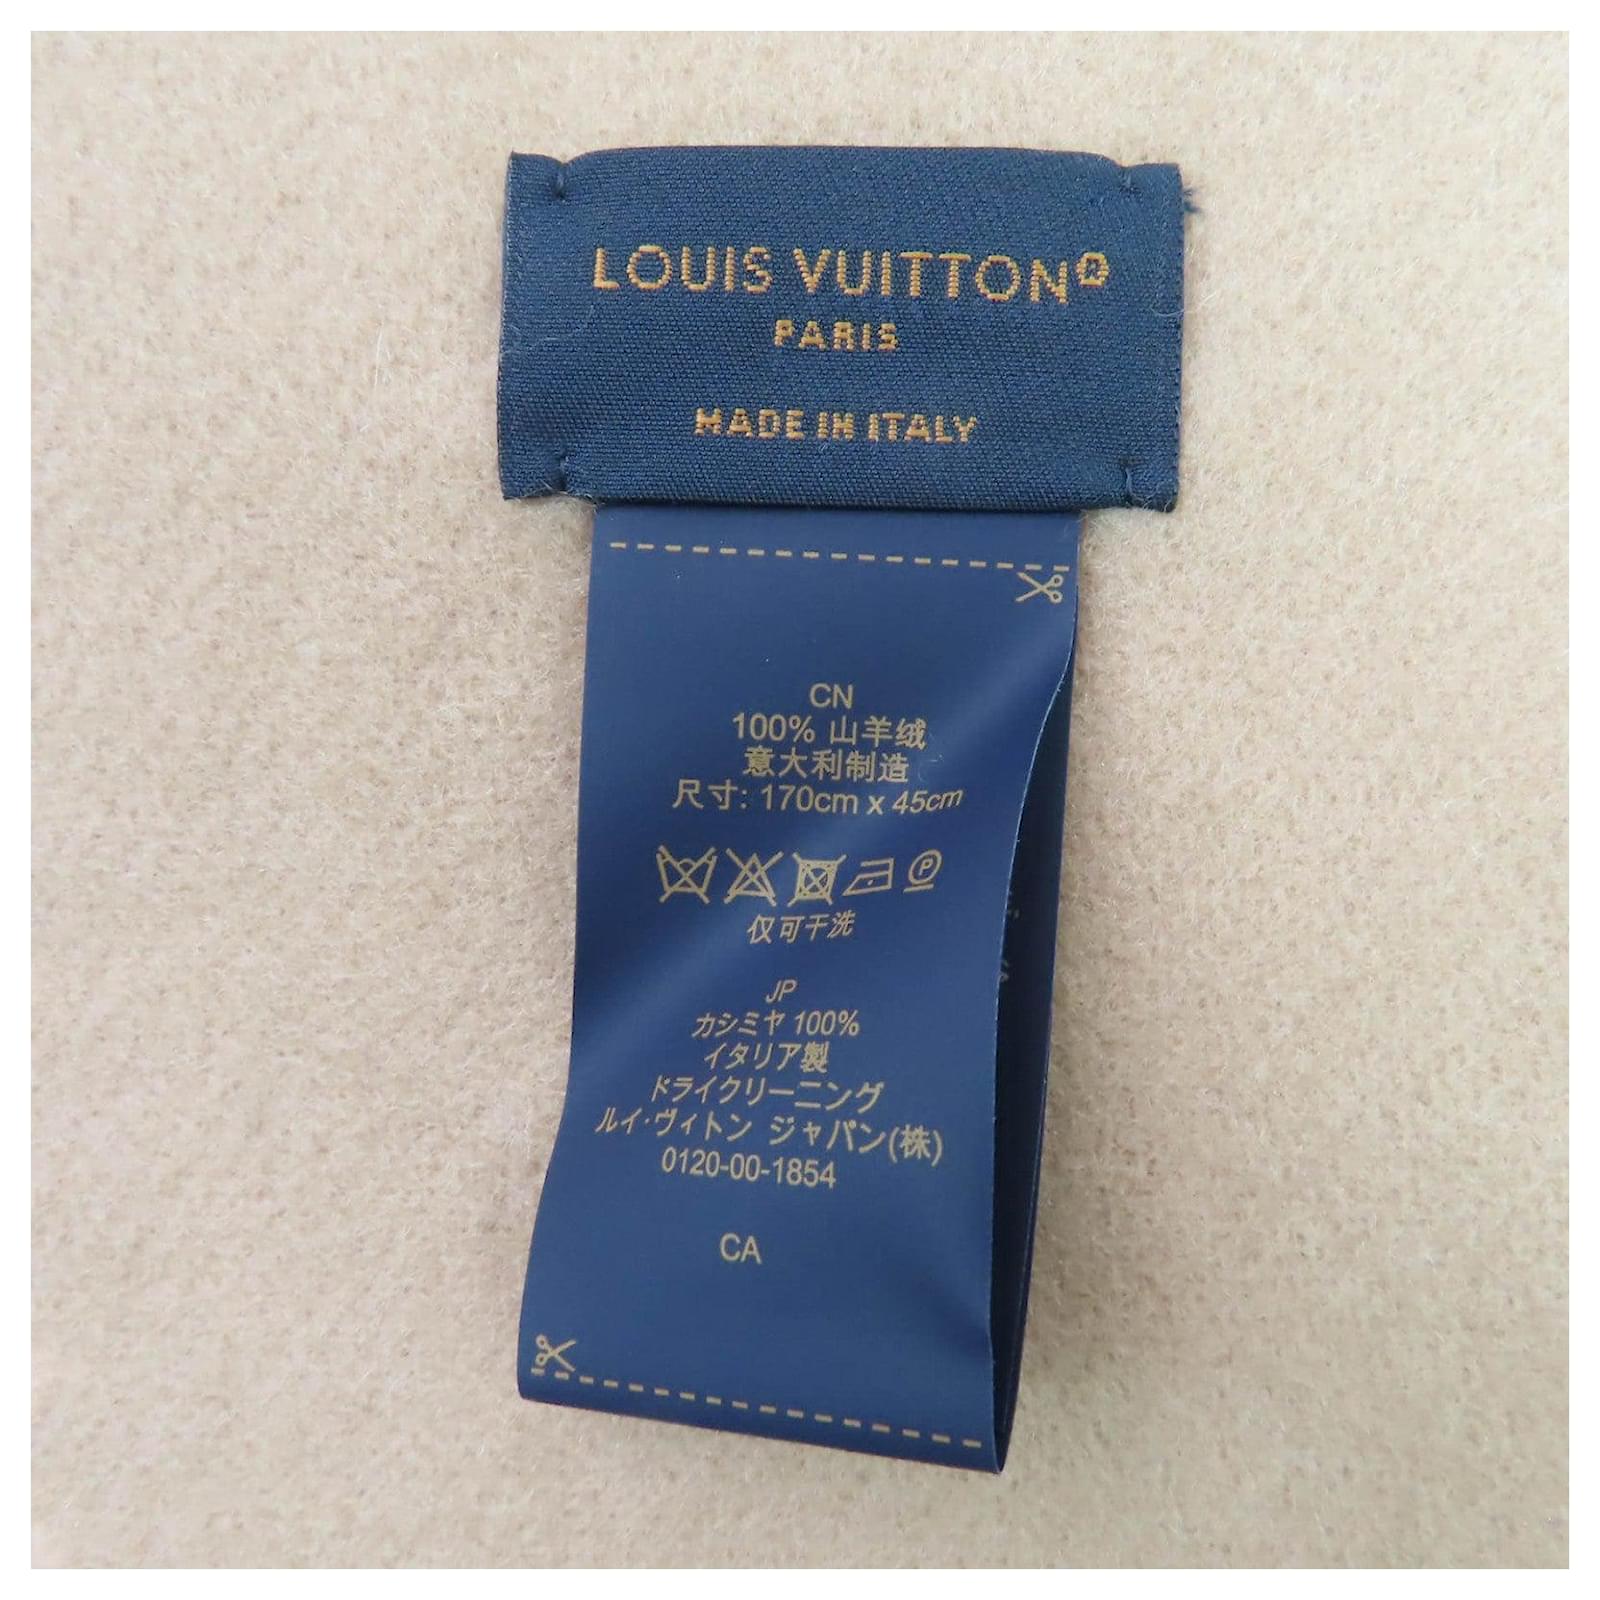 LOUIS VUITTON®
PARIS
MADE IN ITALY
CN
100% 山羊绒
意大利制造
尺寸: 170cm x 45cm
P
仅可干洗
JP
カシミヤ 100%
イタリア製
ドライクリーニング
ルイ·ヴィトン ジャパン(株)
0120-00-1854
CA